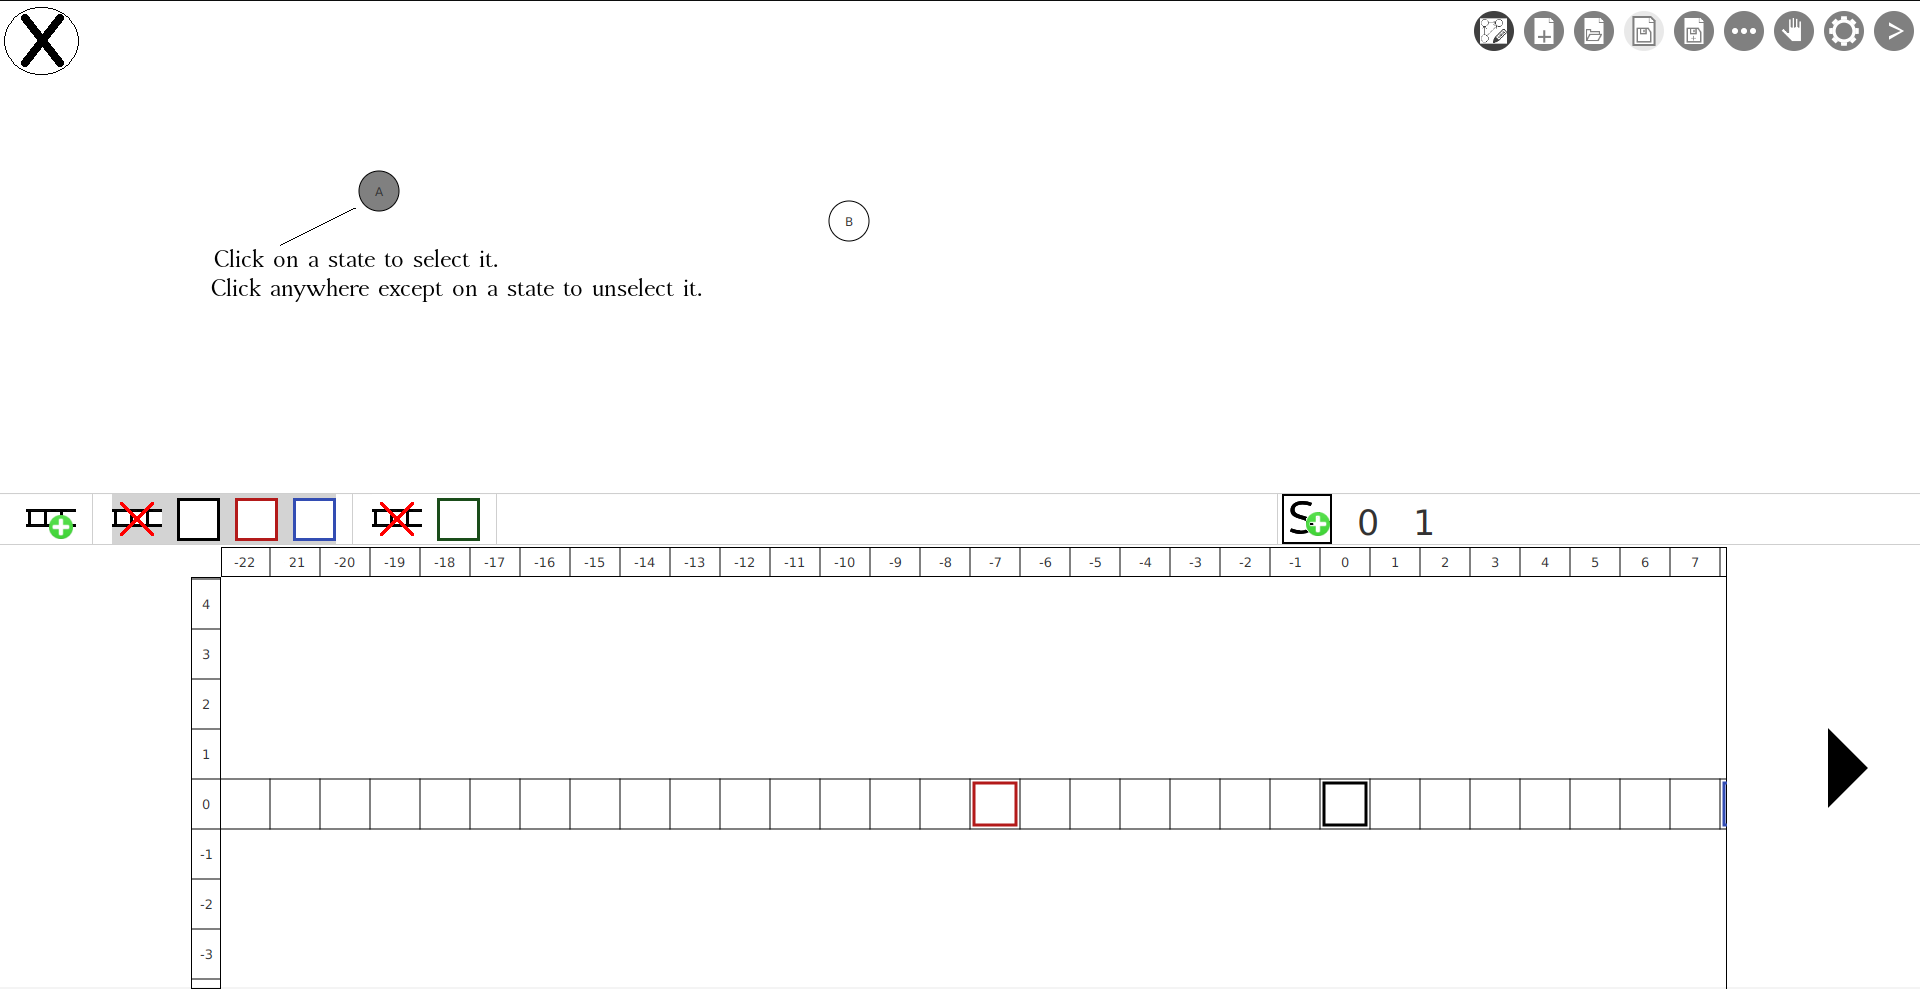 X
>
A
B
Click on a state to select it.
Click anywhere except on a state to unselect it.
S 0 1
-22 21 -20 -19 -18 -17 -16 -15 -14 -13 -12 -11 -10 -9 -8 -7 -6 -5 -4 -3 -2 -1 0 1 2 3 4 5 6 7
4
3
2
1
0
-1
-2
-3